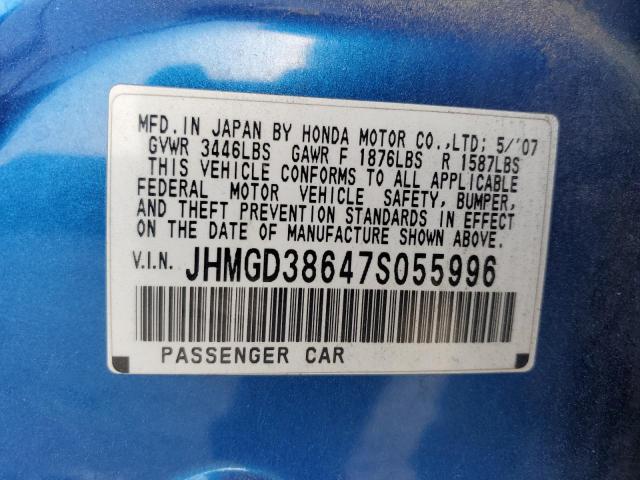 MFD. IN JAPAN BY HONDA MOTOR CO.,LTD; 5/'07
GVWR 3446LBS GAWR F 1876LBS R 1587LBS
THIS VEHICLE CONFORMS TO ALL APPLICABLE
FEDERAL MOTOR VEHICLE SAFETY, BUMPER,
AND THEFT PREVENTION STANDARDS IN EFFECT
ON THE DATE OF MANUFACTURE SHOWN ABOVE.
V.I.N. JHMGD38647S055996
PASSENGER CAR